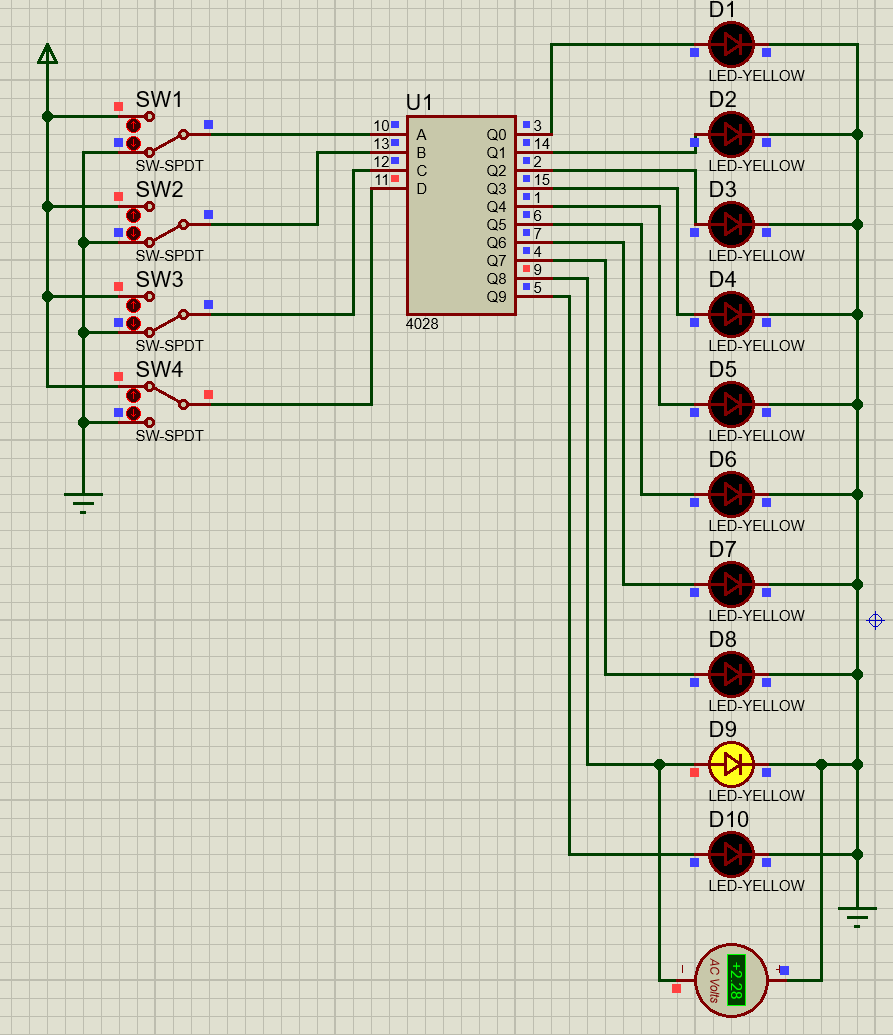 D1
LED-YELLOW
SW1
SW-SPDT
U1
10 A Q0 3
13 B Q1 14
12 C Q2 2
11 D Q3 15
Q4 1
Q5 6
Q6 7
Q7 4
Q8 9
Q9 5
4028
D2
LED-YELLOW
SW2
SW-SPDT
D3
LED-YELLOW
SW3
SW-SPDT
D4
LED-YELLOW
SW4
SW-SPDT
D5
LED-YELLOW
D6
LED-YELLOW
D7
LED-YELLOW
D8
LED-YELLOW
D9
LED-YELLOW
D10
LED-YELLOW
+2.28
AC Volts